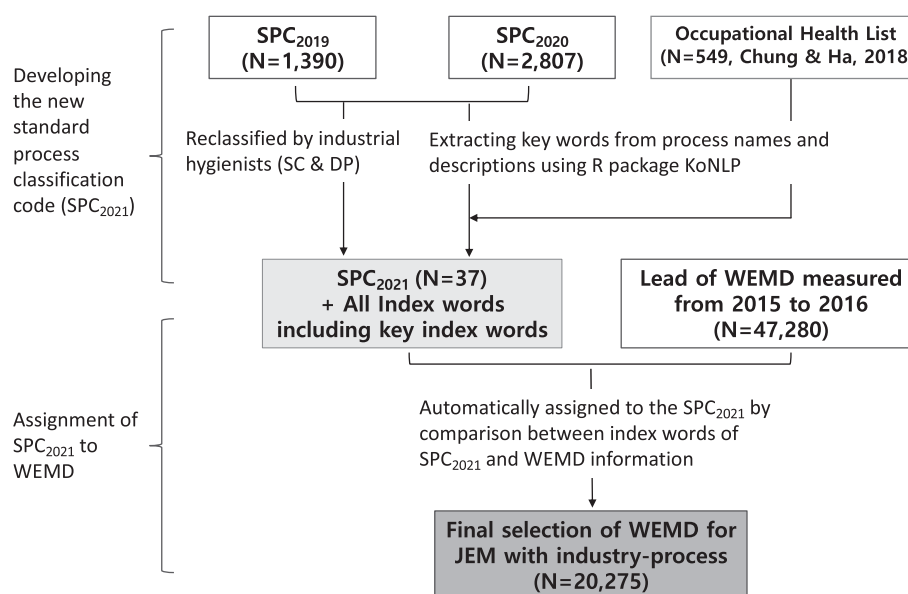 SPC2019
(N=1,390)
SPC2020
(N=2,807)
Occupational Health List
(N=549, Chung & Ha, 2018
Developing
the new
standard
process
classification
code (SPC2021)
Reclassified by industrial
hygienists (SC & DP)
Extracting key words from process names and
descriptions using R package KoNLP
SPC2021 (N=37)
+ All Index words
including key index words
Lead of WEMD measured
from 2015 to 2016
(N=47,280)
Assignment of
SPC2021 to
WEMD
Automatically assigned to the SPC2021 by
comparison between index words of
SPC2021 and WEMD information
Final selection of WEMD for
JEM with industry-process
(N=20,275)